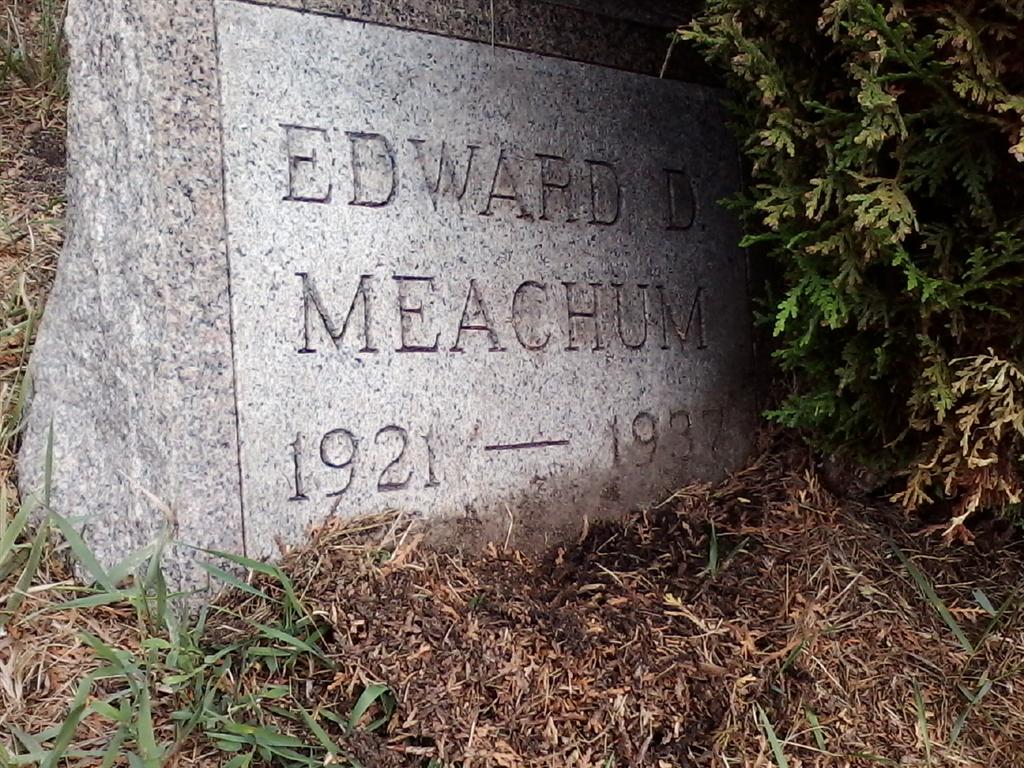 EDWARD D.
MEACHUM
1921 — 1937